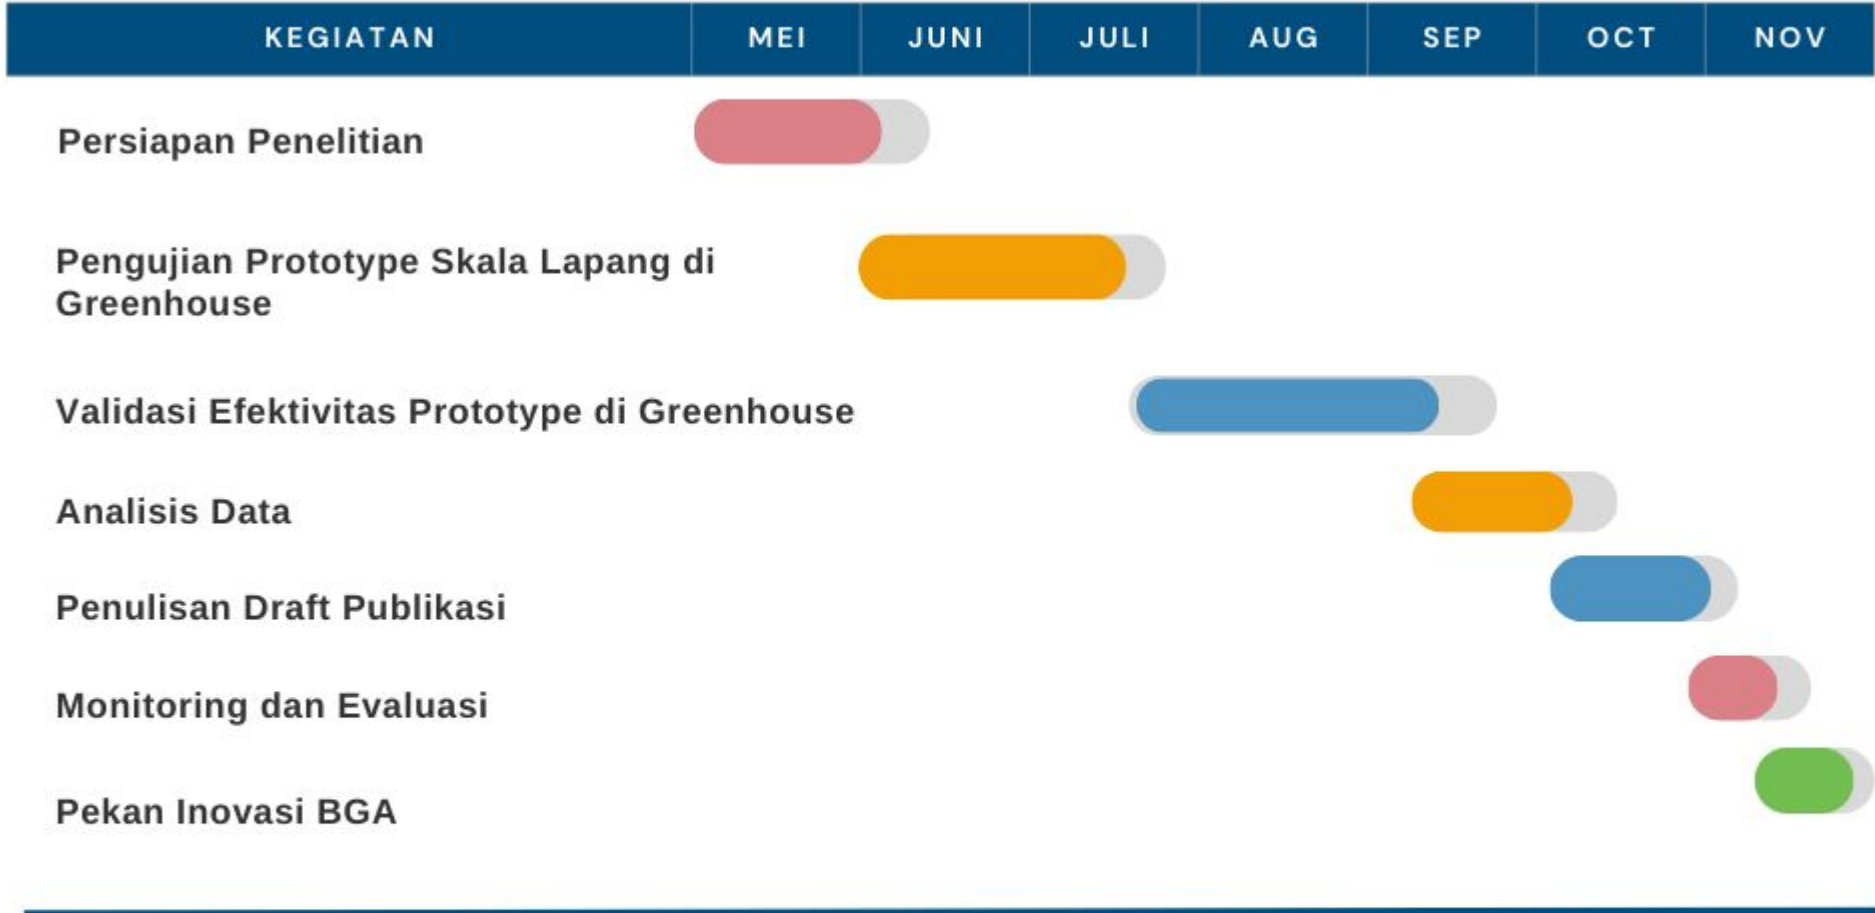 KEGIATAN MEI JUNI JULI AUG SEP OCT NOV
Persiapan Penelitian
Pengujian Prototype Skala Lapang di
Greenhouse
Validasi Efektivitas Prototype di Greenhouse
Analisis Data
Penulisan Draft Publikasi
Monitoring dan Evaluasi
Pekan Inovasi BGA